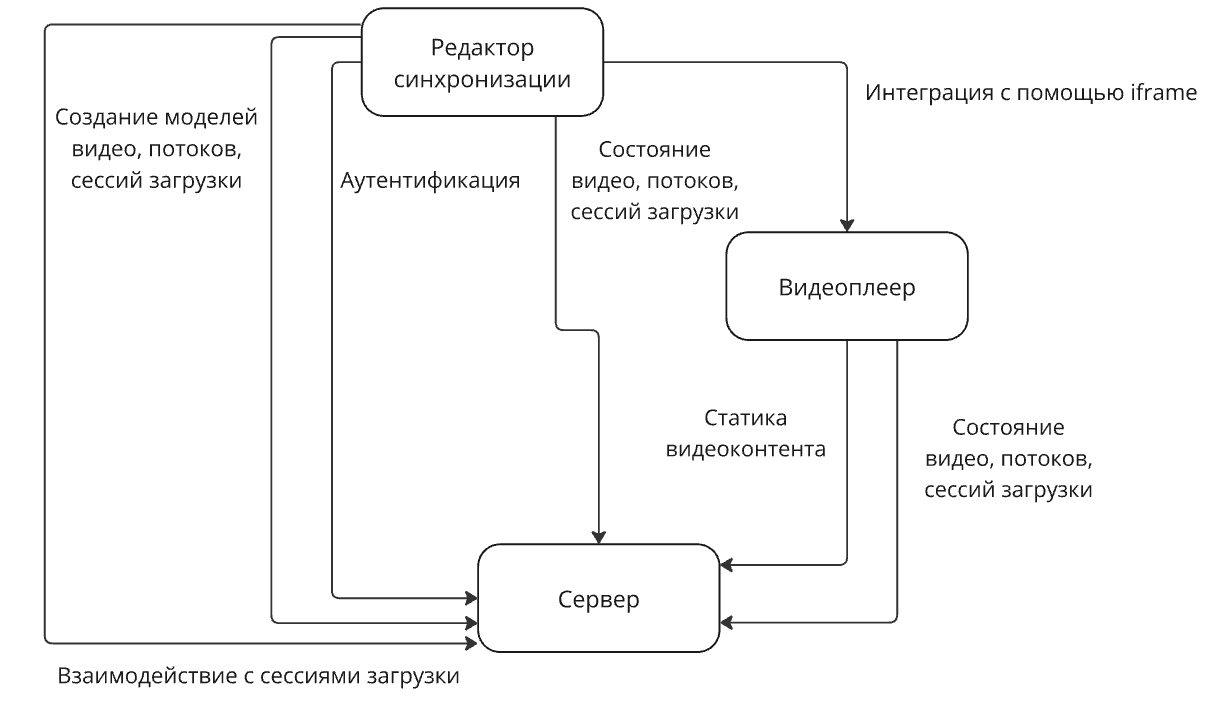 Редактор
синхронизации
Интеграция с помощью iframe
Создание моделей
видео, потоков,
сессий загрузки
Аутентификация
Состояние
видео, потоков,
сессий загрузки
Видеоплеер
Статика
видеоконтента
Состояние
видео, потоков,
сессий загрузки
Сервер
Взаимодействие с сессиями загрузки